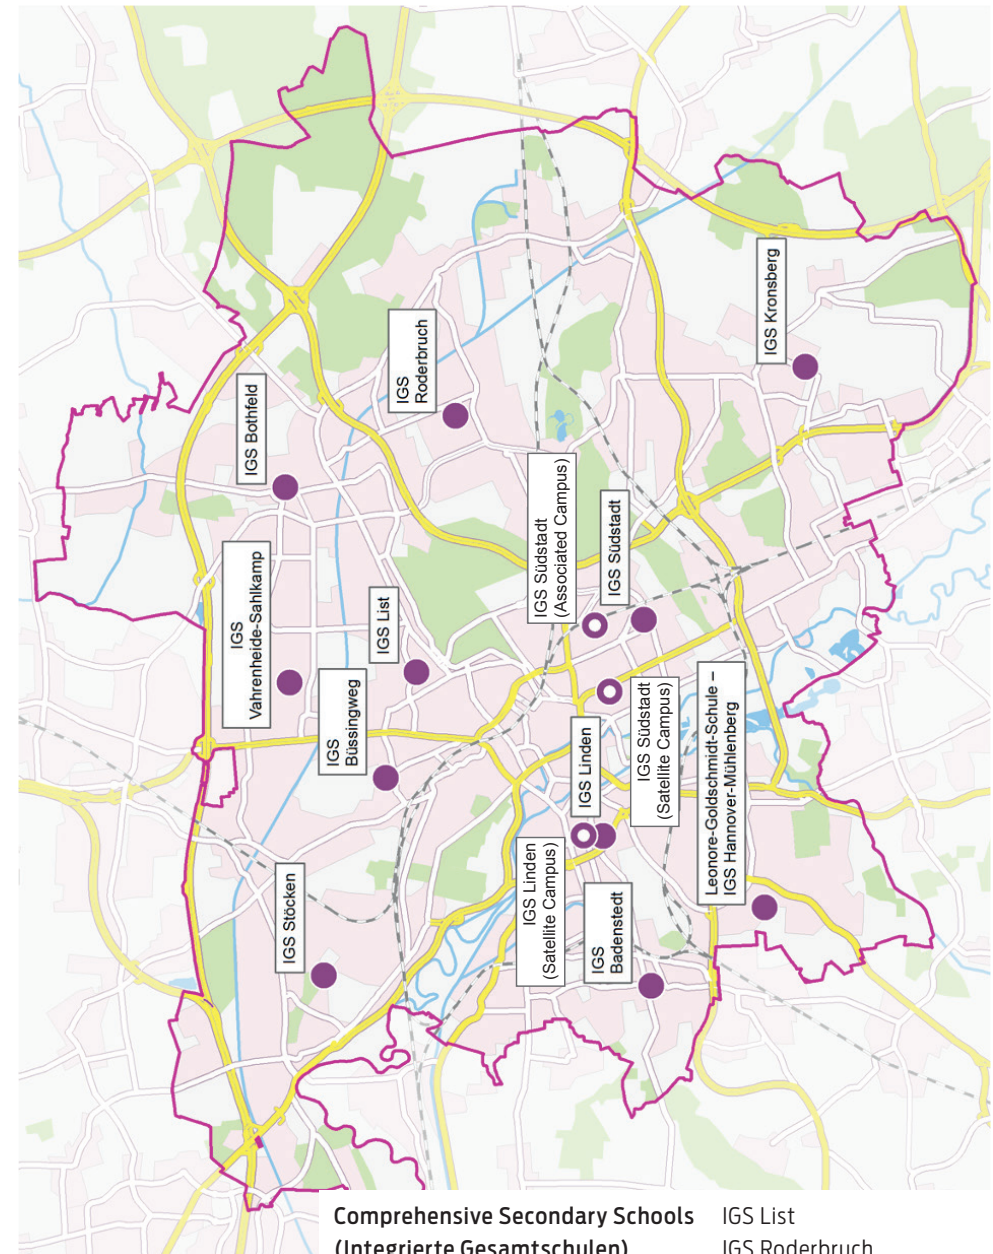 IGS Kronsberg
IGS
Roderbruch
IGS Bothfeld
IGS Südstadt
(Associated Campus)
IGS Südstadt
IGS
Vahrenheide-Sahlkamp
IGS List
IGS
Büssingweg
IGS Linden
IGS Südstadt
(Satellite Campus)
Leonore-Goldschmidt-Schule –
IGS Hannover-Mühlenberg
IGS Linden
(Satellite Campus)
IGS Stöcken
IGS
Badenstedt
Comprehensive Secondary Schools
(Integrierte Gesamtschulen)
IGS List
IGS Roderbruch